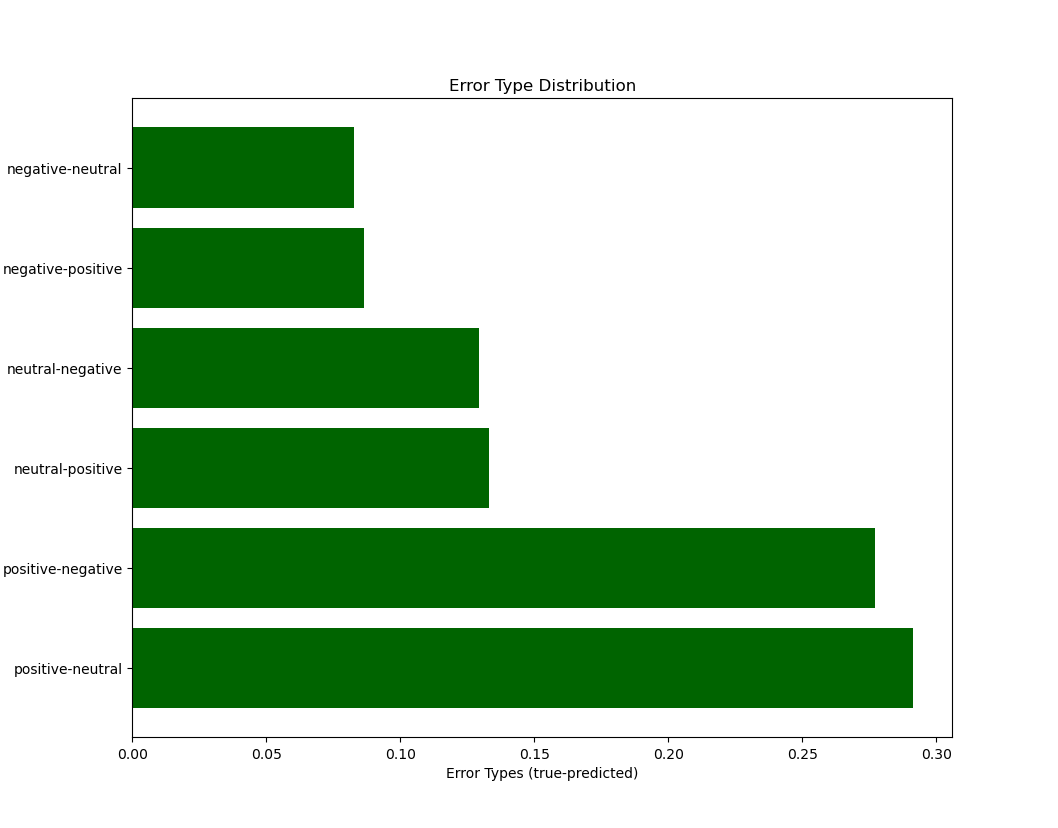 Error Type Distribution
negative-neutral
negative-positive
neutral-negative
neutral-positive
positive-negative
positive-neutral
0.00 0.05 0.10 0.15 0.20 0.25 0.30
Error Types (true-predicted)